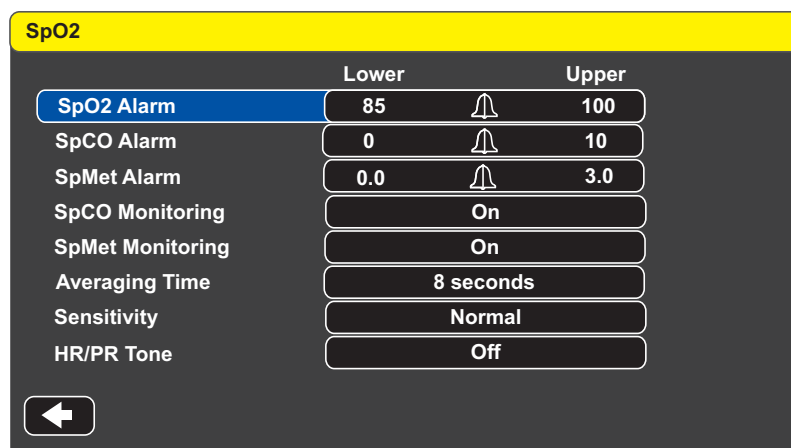 SpO2
Lower Upper
SpO2 Alarm 85 100
SpCO Alarm 0 10
SpMet Alarm 0.0 3.0
SpCO Monitoring On
SpMet Monitoring On
Averaging Time 8 seconds
Sensitivity Normal
HR/PR Tone Off